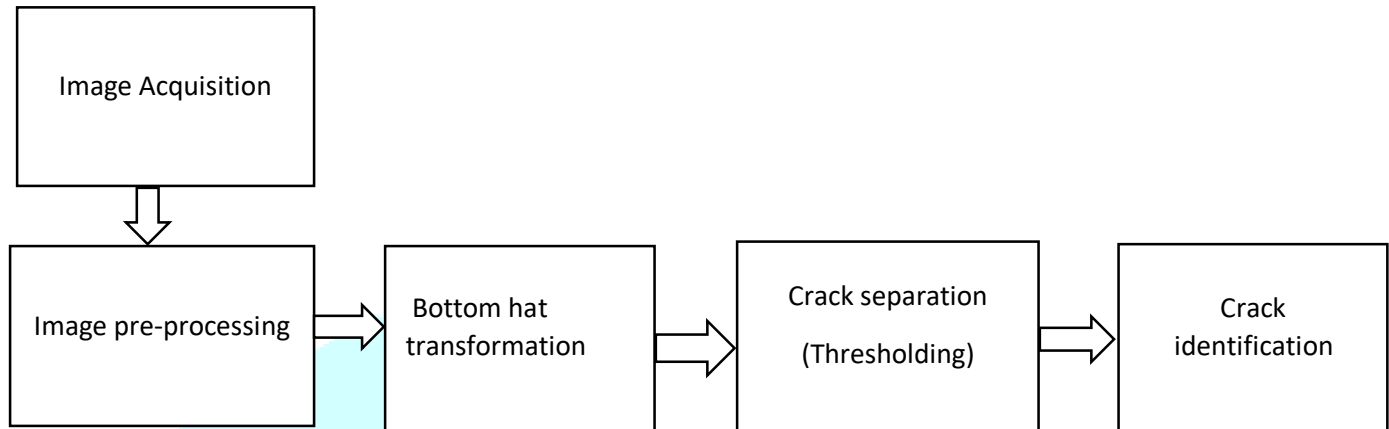 Image Acquisition
Image pre-processing
Bottom hat
transformation
Crack separation
(Thresholding)
Crack
identification